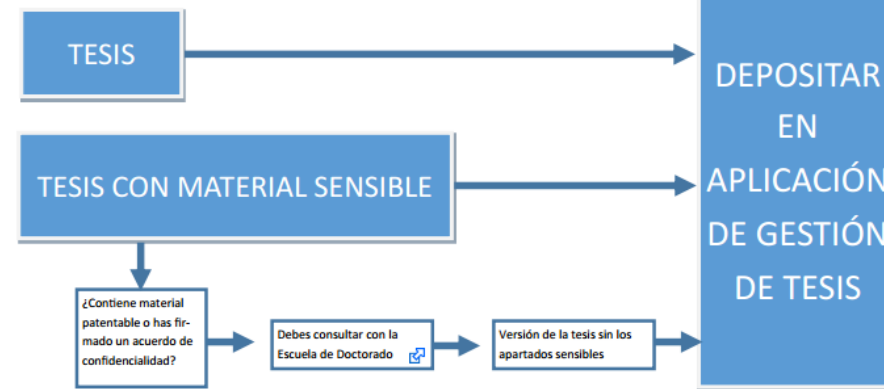 TESIS
TESIS CON MATERIAL SENSIBLE
¿Contiene material
patentable o has fir-
mado un acuerdo de
confidencialidad?
Debes consultar con la
Escuela de Doctorado
Versión de la tesis sin los
apartados sensibles
DEPOSITAR
EN
APLICACIÓN
DE GESTIÓN
DE TESIS